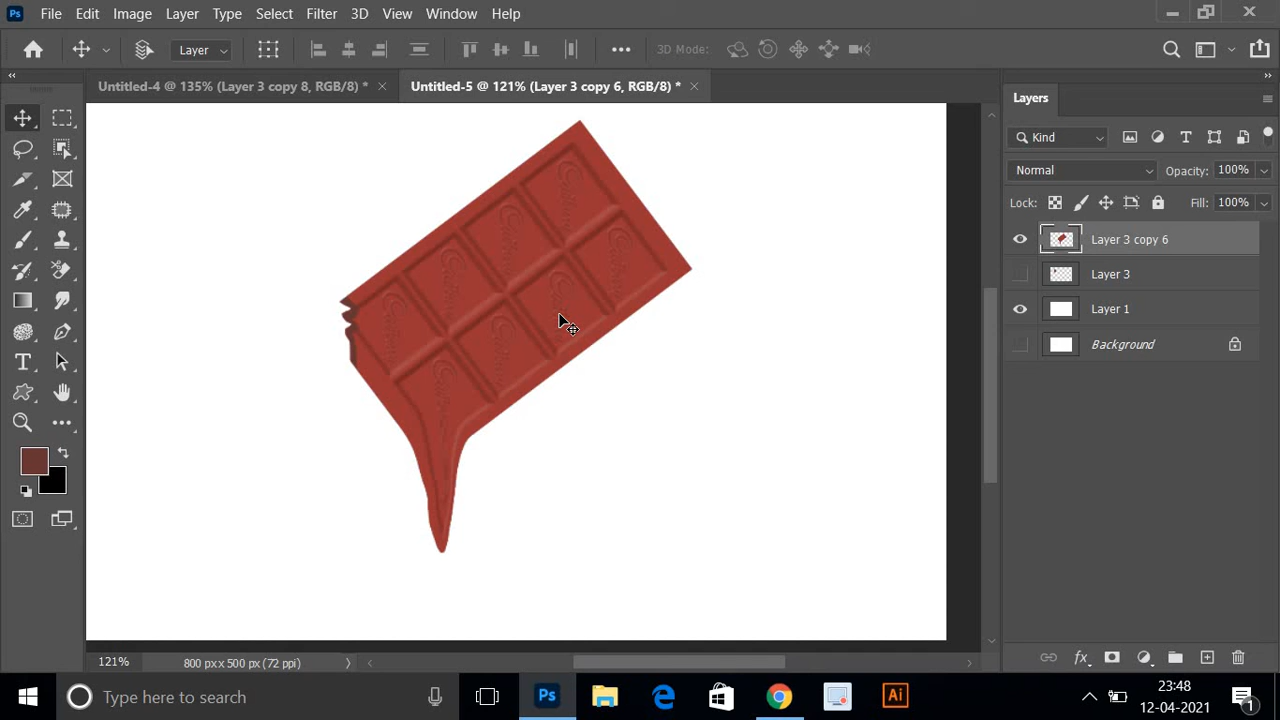 Ps File Edit Image Layer Type Select Filter 3D View Window Help
Layer 3D Mode:
Untitled-4 @ 135% (Layer 3 copy 8, RGB/8) * Untitled-5 @ 121% (Layer 3 copy 6, RGB/8) *
Layers
Kind
Normal Opacity: 100%
Lock: Fill: 100%
Layer 3 copy 6
Layer 3
Layer 1
Background
121% 800 px x 500 px (72 ppi)
Type here to search Ps Ai
23:48
12-04-2021 1